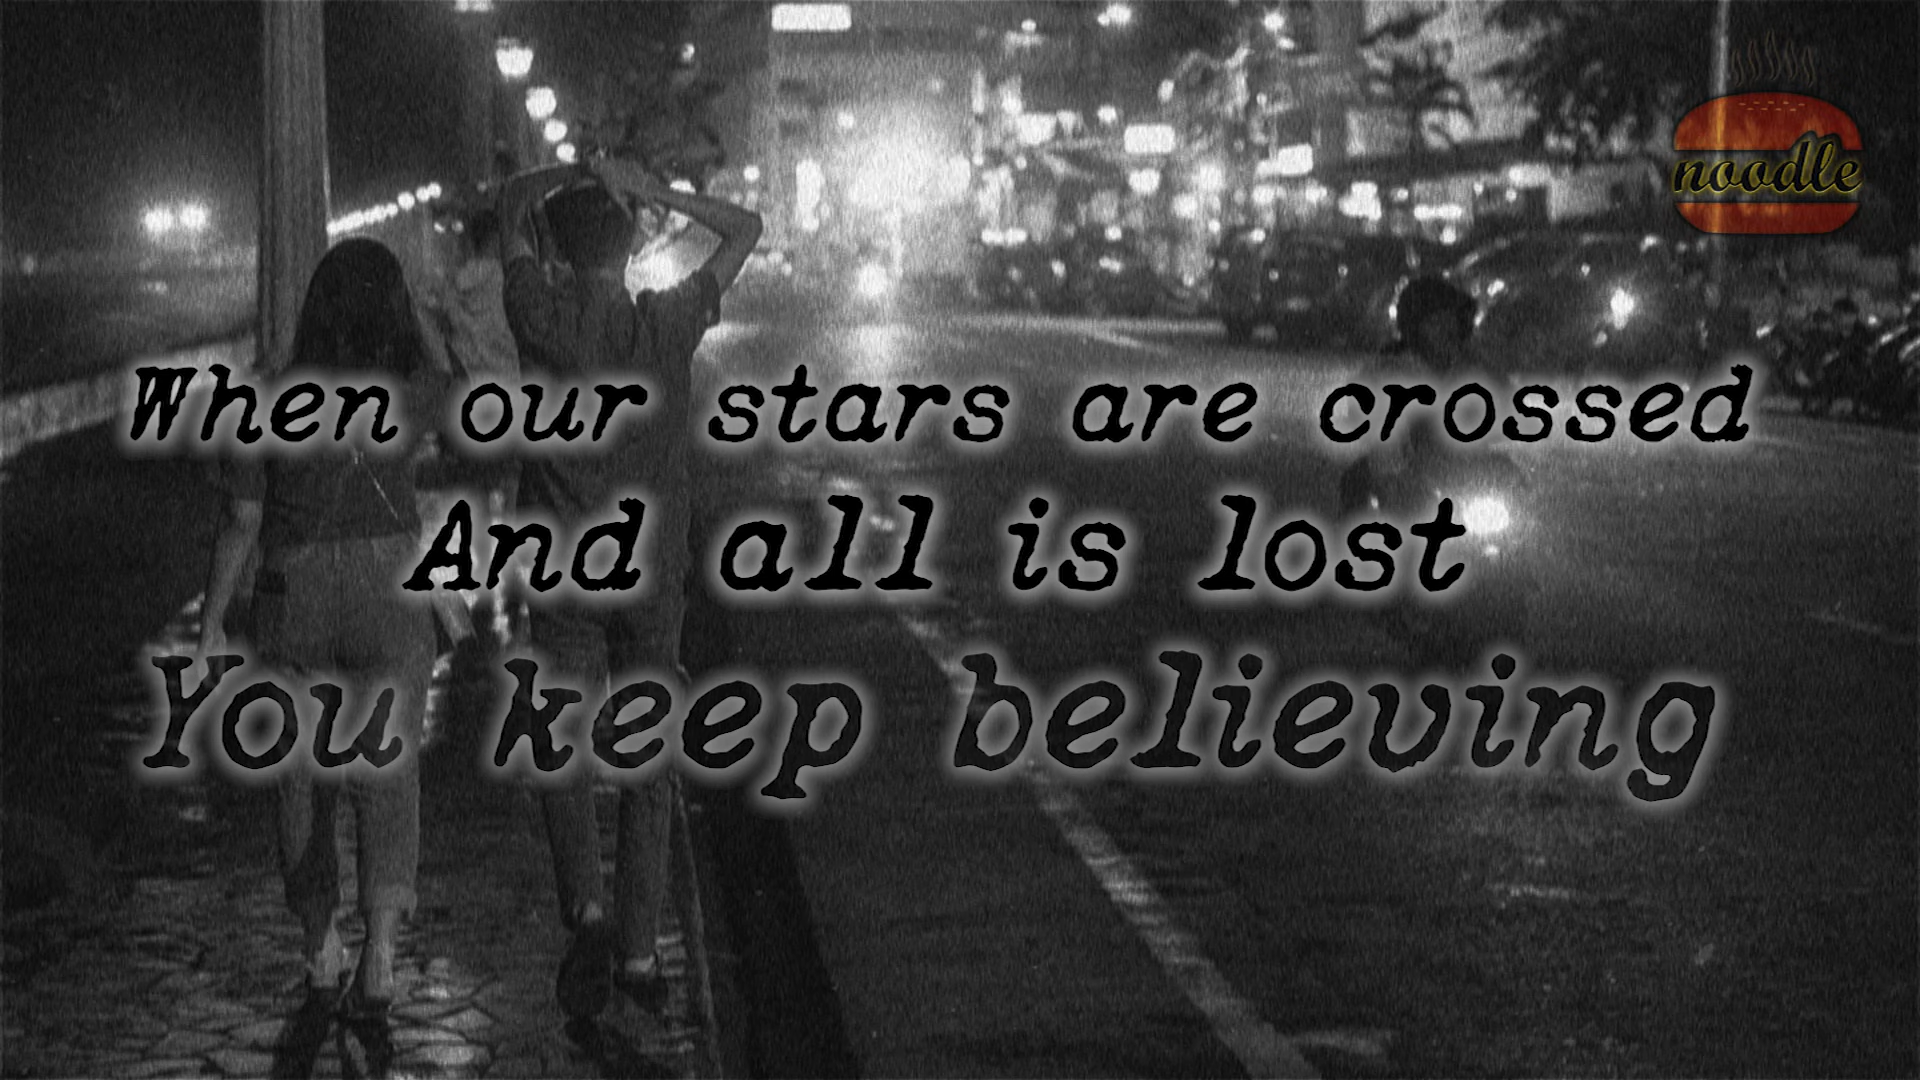 noodle
When our stars are crossed
And all is lost
You keep believing